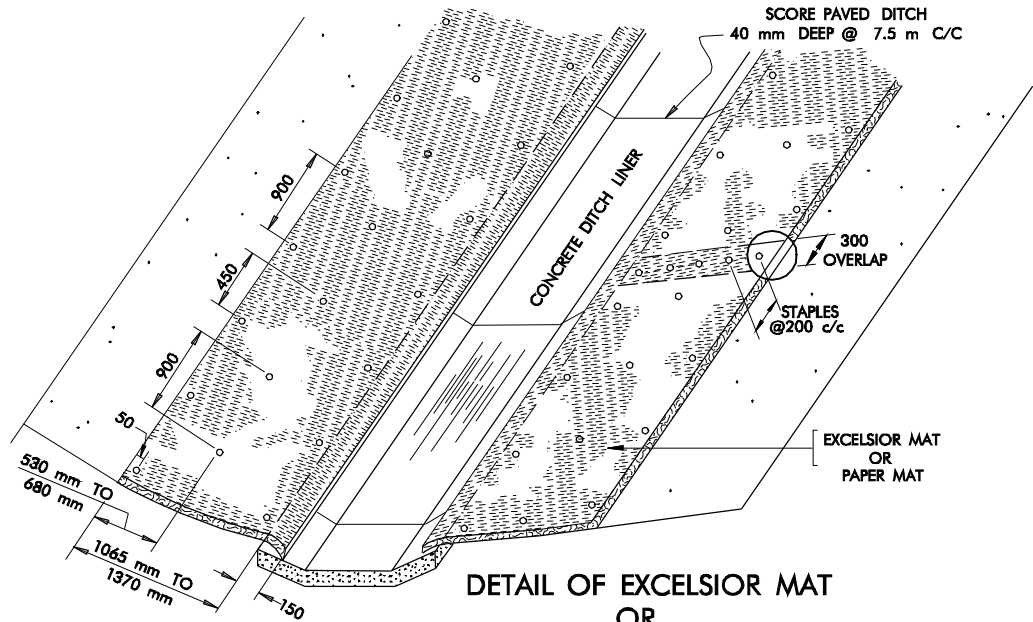 SCORE PAVED DITCH
40 mm DEEP @ 7.5 m C/C
900
CONCRETE DITCH LINER
300
OVERLAP
450
STAPLES
@200 c/c
900
50
EXCELSIOR MAT
OR
PAPER MAT
530 mm TO
680 mm
1065 mm TO
1370 mm
150
DETAIL OF EXCELSIOR MAT
OR